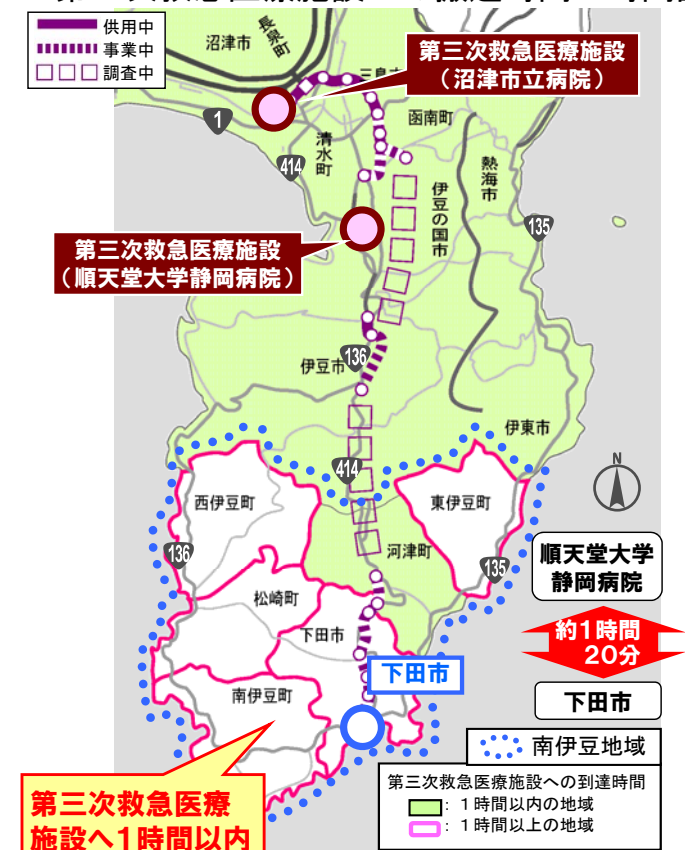 供用中
事業中
調査中
沼津市
長泉町
第三次救急医療施設
（沼津市立病院）
函南町
1
清水町
414
熱海市
伊豆の国市
135
第三次救急医療施設
（順天堂大学静岡病院）
136
伊豆市
伊東市
414
N
西伊豆町
東伊豆町
136
河津町
135
順天堂大学
静岡病院
松崎町
下田市
約1時間
20分
下田市
南伊豆町
下田市
南伊豆地域
第三次救急医療施設への到達時間
：１時間以内の地域
：１時間以上の地域
第三次救急医療
施設へ1時間以内